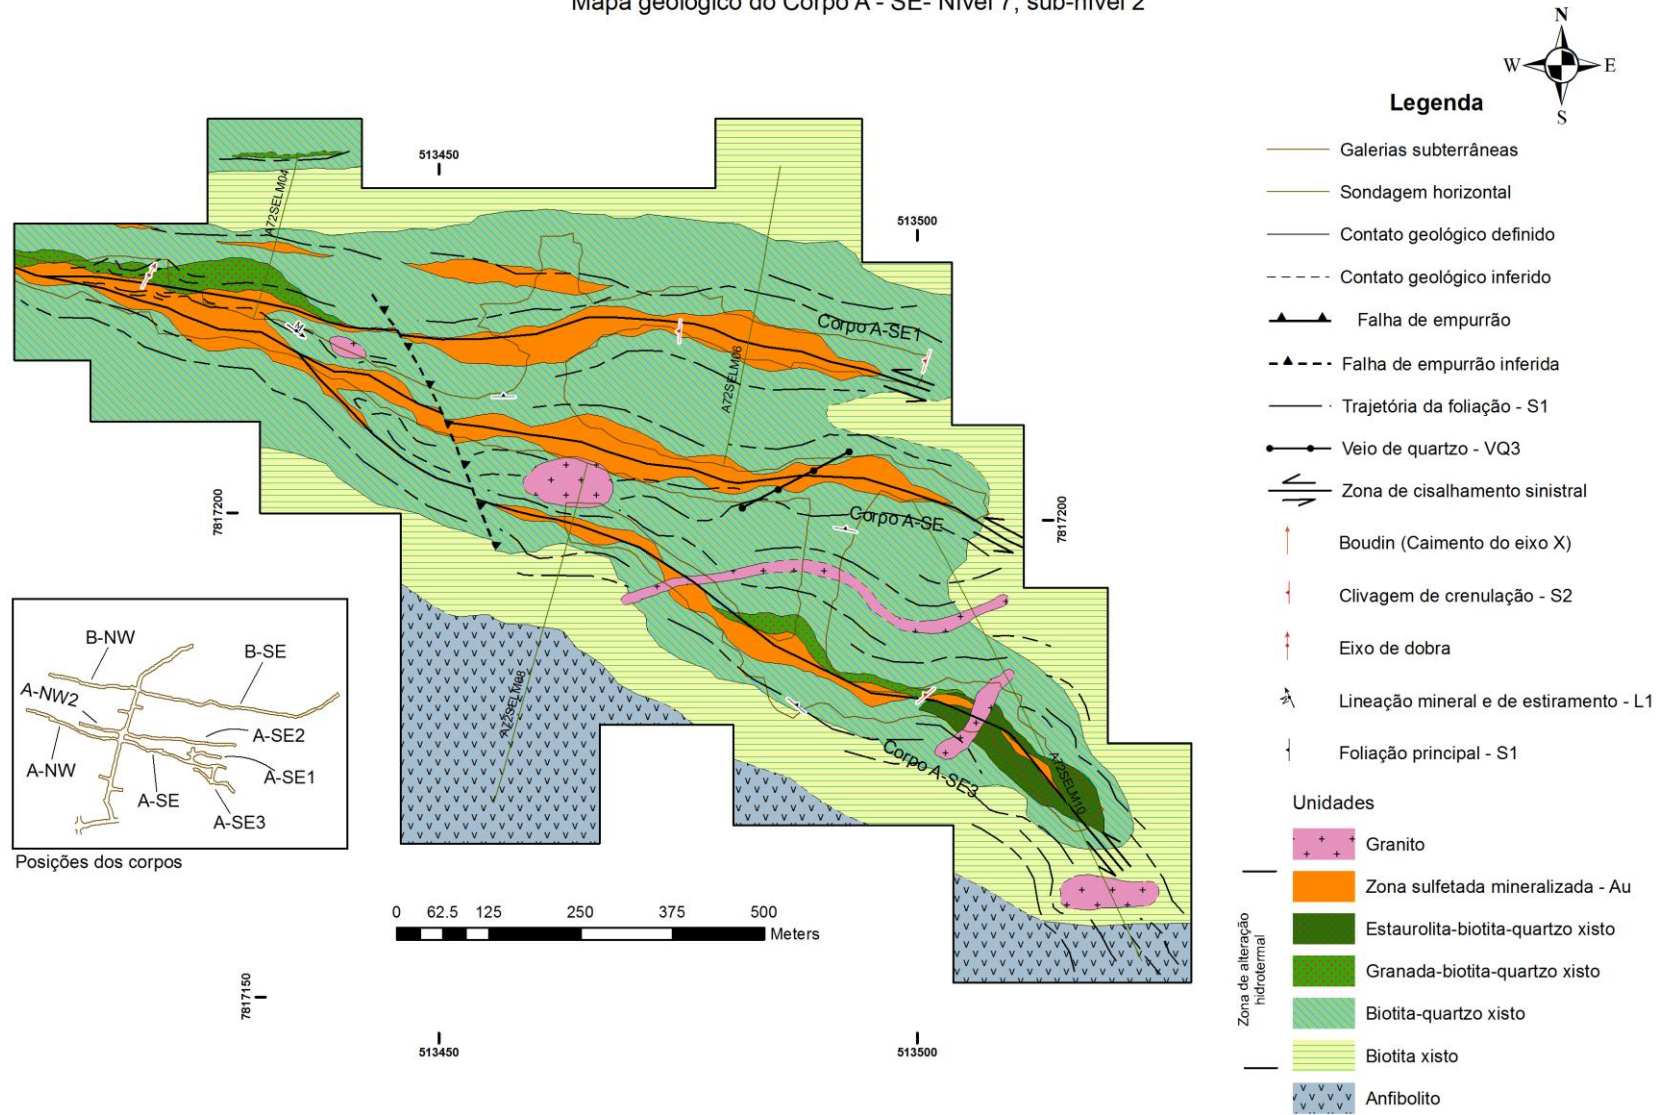 Mapa geológico do Corpo A - SE- Nível 7, sub-nível 2
N
W E
S
Legenda
Galerias subterrâneas
Sondagem horizontal
Contato geológico definido
Contato geológico inferido
Falha de empurrão
Falha de empurrão inferida
Trajetória da foliação - S1
Veio de quartzo - VQ3
Zona de cisalhamento sinistral
Boudin (Caimento do eixo X)
Clivagem de crenulação - S2
Eixo de dobra
Lineação mineral e de estiramento - L1
Foliação principal - S1
Unidades
Granito
Zona sulfetada mineralizada - Au
Estaurolita-biotita-quartzo xisto
Granada-biotita-quartzo xisto
Biotita-quartzo xisto
Biotita xisto
Anfibolito
Zona de alteração
hidrotermal
513450
513500
A72SELM04
A72SELM06
Corpo A-SE1
7817200
7817200
Corpo A-SE
A72SELM08
Corpo A-SE3
A72SELM10
B-NW
B-SE
A-NW2
A-SE2
A-NW
A-SE1
A-SE
A-SE3
Posições dos corpos
0 62.5 125 250 375 500
Meters
7817150
513450
513500